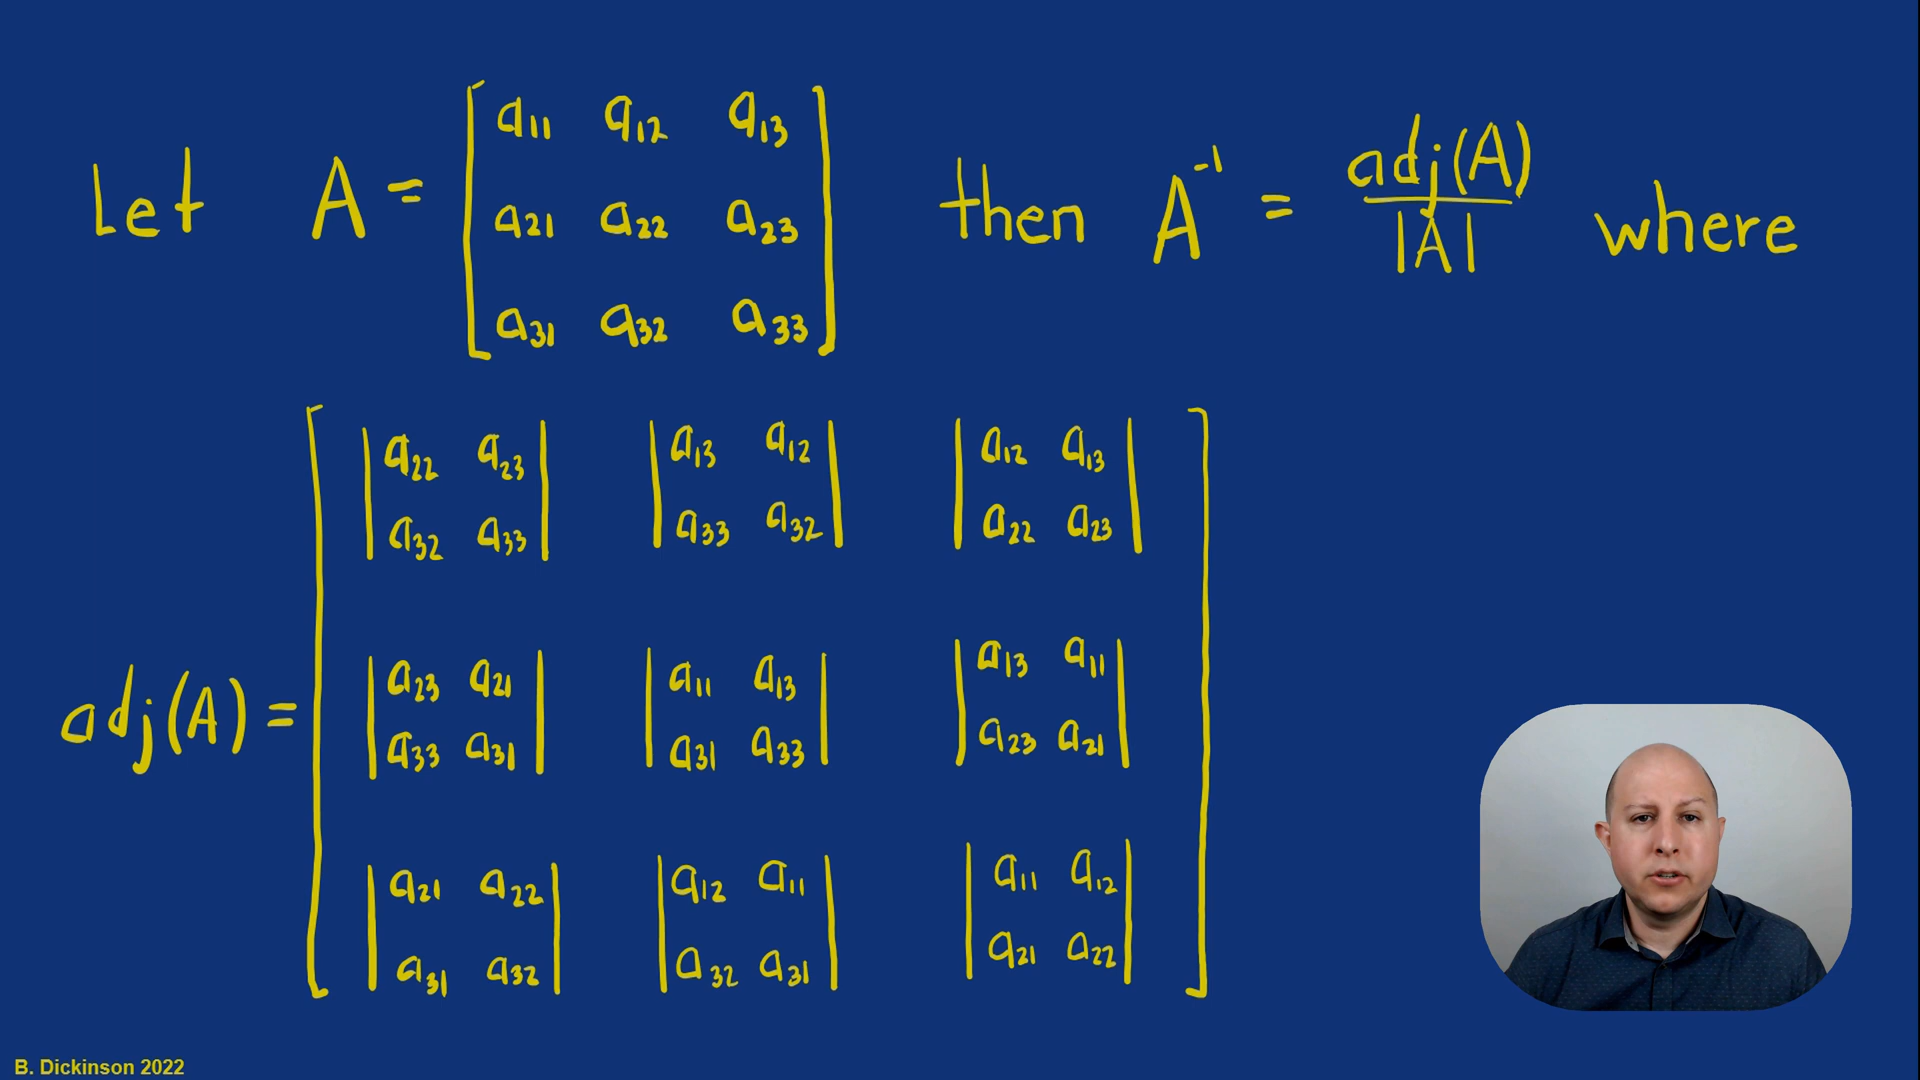 Let A = [ a11 a12 a13 ] then A^-1 = adj(A) / |A| where
[ a21 a22 a23 ]
[ a31 a32 a33 ]
adj(A) = [ |a22 a23| |a13 a12| |a12 a13| ]
[ |a32 a33| |a33 a32| |a22 a23| ]
[ |a23 a21| |a11 a13| |a13 a11| ]
[ |a33 a31| |a31 a33| |a23 a21| ]
[ |a21 a22| |a12 a11| |a11 a12| ]
[ |a31 a32| |a32 a31| |a21 a22| ]
B. Dickinson 2022